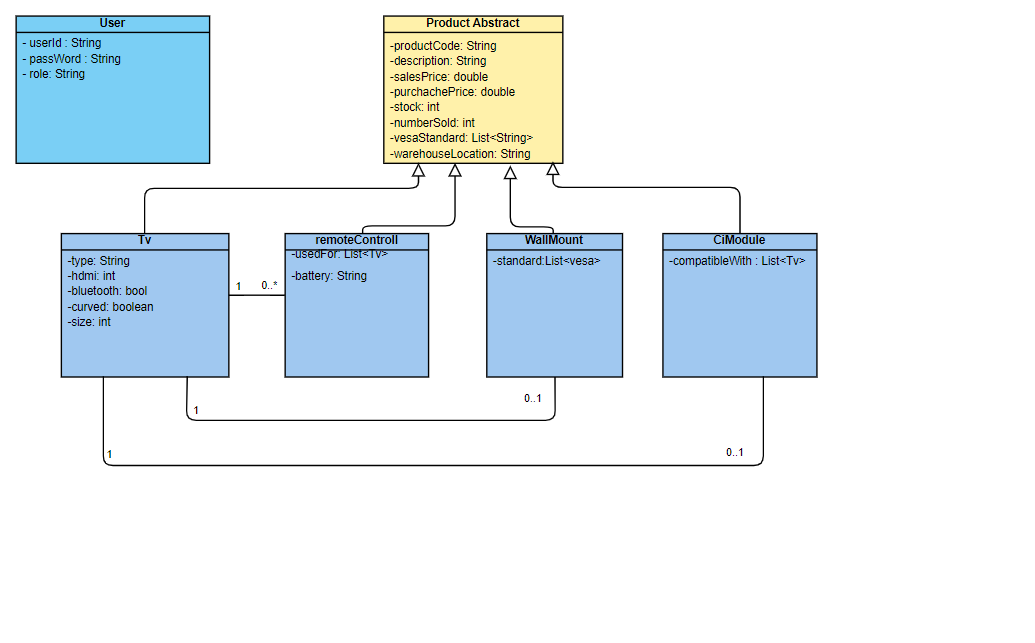 User
- userId : String
- passWord : String
- role: String
Product Abstract
-productCode: String
-description: String
-salesPrice: double
-purchachePrice: double
-stock: int
-numberSold: int
-vesaStandard: List<String>
-warehouseLocation: String
Tv
-type: String
-hdmi: int
-bluetooth: bool
-curved: boolean
-size: int
1
0..*
remoteControll
-usedFor: List<Tv>
-battery: String
WallMount
-standard:List<vesa>
CiModule
-compatibleWith : List<Tv>
1
0..1
1
0..1